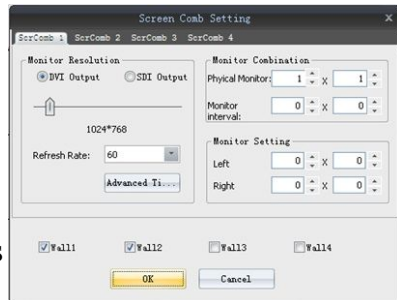 Screen Comb Setting x
ScrComb 1 ScrComb 2 ScrComb 3 ScrComb 4
Monitor Resolution
DVI Output SDI Output
1024*768
Refresh Rate: 60
Advanced Ti...
Monitor Combination
Phyical Monitor: 1 X 1
Monitor interval: 0 X 0
Monitor Setting
Left 0 X 0
Right 0 X 0
Wall1 Wall2 Wall3 Wall4
OK Cancel